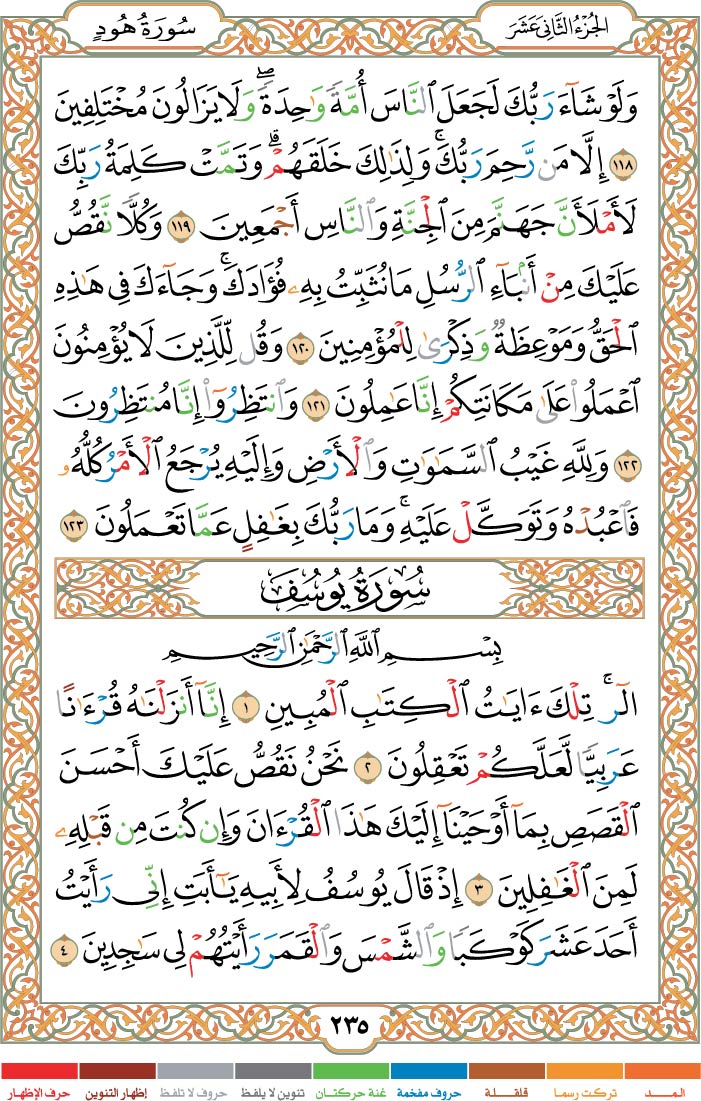 الجُزْءُ الثَّانِي عَشَرَ
سُورَةُ هُودٍ
وَلَوْ شَآءَ رَبُّكَ لَجَعَلَ ٱلنَّاسَ أُمَّةً وَٰحِدَةً ۖ وَلَا يَزَالُونَ مُخْتَلِفِينَ
١١٨ إِلَّا مَن رَّحِمَ رَبُّكَ ۚ وَلِذَٰلِكَ خَلَقَهُمْ ۗ وَتَمَّتْ كَلِمَةُ رَبِّكَ
لَأَمْلَأَنَّ جَهَنَّمَ مِنَ ٱلْجِنَّةِ وَٱلنَّاسِ أَجْمَعِينَ ١١٩ وَكُلًّا نَّقُصُّ
عَلَيْكَ مِنْ أَنۢبَآءِ ٱلرُّسُلِ مَا نُثَبِّتُ بِهِۦ فُؤَادَكَ ۚ وَجَآءَكَ فِى هَٰذِهِ
ٱلْحَقُّ وَمَوْعِظَةٌ وَذِكْرَىٰ لِلْمُؤْمِنِينَ ١٢٠ وَقُل لِّلَّذِينَ لَا يُؤْمِنُونَ
ٱعْمَلُوا۟ عَلَىٰ مَكَانَتِكُمْ إِنَّا عَٰمِلُونَ ١٢١ وَٱنتَظِرُوٓا۟ إِنَّا مُنتَظِرُونَ
١٢٢ وَلِلَّهِ غَيْبُ ٱلسَّمَٰوَٰتِ وَٱلْأَرْضِ وَإِلَيْهِ يُرْجَعُ ٱلْأَمْرُ كُلُّهُۥ
فَٱعْبُدْهُ وَتَوَكَّلْ عَلَيْهِ ۚ وَمَا رَبُّكَ بِغَٰفِلٍ عَمَّا تَعْمَلُونَ ١٢٣
سُورَةُ يُوسُفَ
بِسْمِ ٱللَّهِ ٱلرَّحْمَٰنِ ٱلرَّحِيمِ
الٓر ۚ تِلْكَ ءَايَٰتُ ٱلْكِتَٰبِ ٱلْمُبِينِ ١ إِنَّآ أَنزَلْنَٰهُ قُرْءَٰنًا
عَرَبِيًّا لَّعَلَّكُمْ تَعْقِلُونَ ٢ نَحْنُ نَقُصُّ عَلَيْكَ أَحْسَنَ
ٱلْقَصَصِ بِمَآ أَوْحَيْنَآ إِلَيْكَ هَٰذَا ٱلْقُرْءَانَ وَإِن كُنتَ مِن قَبْلِهِۦ
لَمِنَ ٱلْغَٰفِلِينَ ٣ إِذْ قَالَ يُوسُفُ لِأَبِيهِ يَٰٓأَبَتِ إِنِّى رَأَيْتُ
أَحَدَ عَشَرَ كَوْكَبًا وَٱلشَّمْسَ وَٱلْقَمَرَ رَأَيْتُهُمْ لِى سَٰجِدِينَ ٤
٢٣٥
المـــد تركت رسما قلقـــلة حروف مفخمة غنة حركتان تنوين لا يلفظ حروف لا تلفظ إظهار التنوين حرف الإظهار